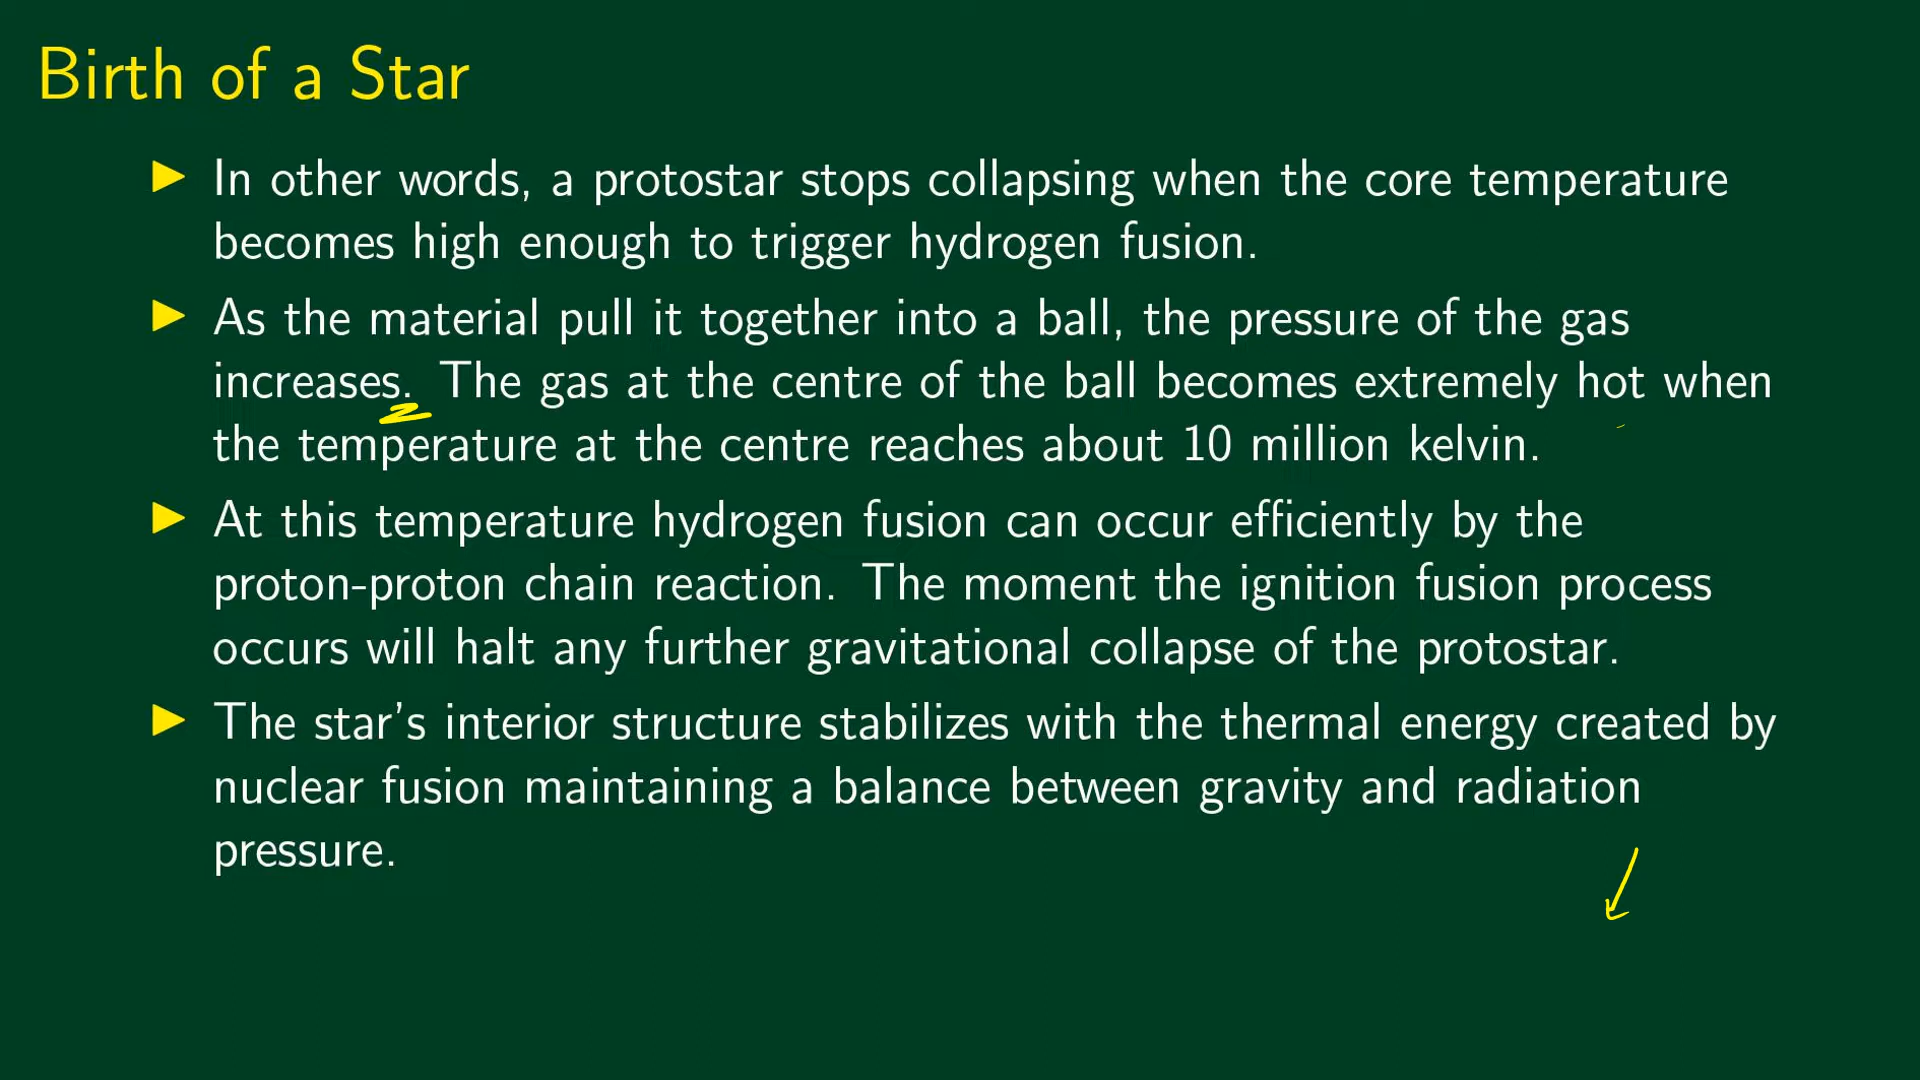 Birth of a Star
In other words, a protostar stops collapsing when the core temperature
becomes high enough to trigger hydrogen fusion.
As the material pull it together into a ball, the pressure of the gas
increases. The gas at the centre of the ball becomes extremely hot when
the temperature at the centre reaches about 10 million kelvin.
At this temperature hydrogen fusion can occur efficiently by the
proton-proton chain reaction. The moment the ignition fusion process
occurs will halt any further gravitational collapse of the protostar.
The star's interior structure stabilizes with the thermal energy created by
nuclear fusion maintaining a balance between gravity and radiation
pressure.